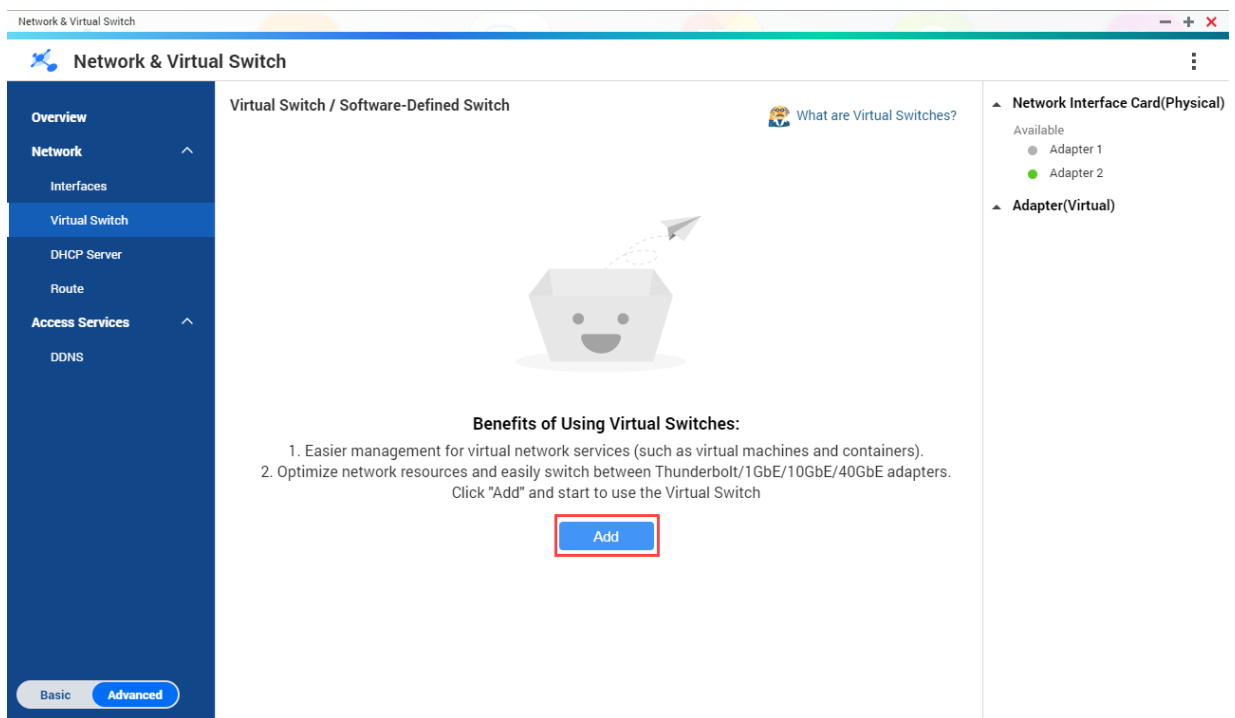 Network & Virtual Switch
Network & Virtual Switch
Overview
Network
Interfaces
Virtual Switch
DHCP Server
Route
Access Services
DDNS
Basic
Advanced
Virtual Switch / Software-Defined Switch
What are Virtual Switches?
Benefits of Using Virtual Switches:
1. Easier management for virtual network services (such as virtual machines and containers).
2. Optimize network resources and easily switch between Thunderbolt/1GbE/10GbE/40GbE adapters.
Click "Add" and start to use the Virtual Switch
Add
Network Interface Card(Physical)
Available
Adapter 1
Adapter 2
Adapter(Virtual)